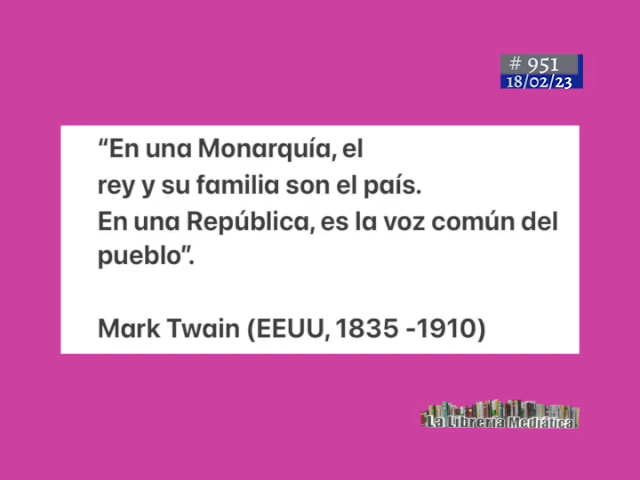 # 951
18/02/23
“En una Monarquía, el
rey y su familia son el país.
En una República, es la voz común del
pueblo”.
Mark Twain (EEUU, 1835 -1910)
La Librería Mediática